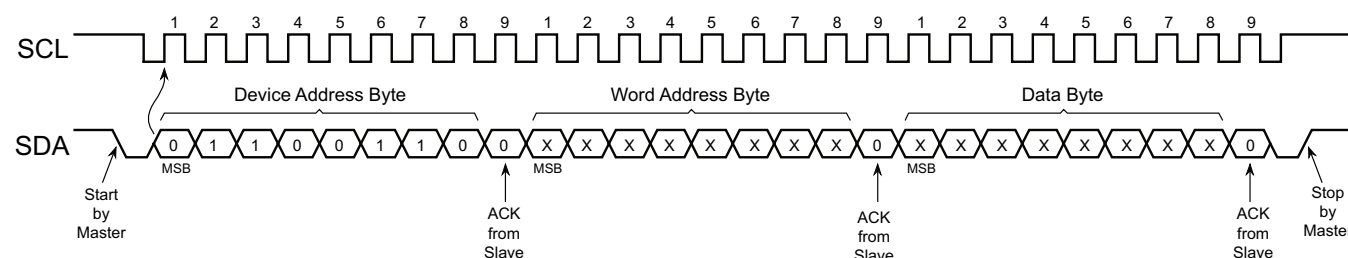 1 2 3 4 5 6 7 8 9 1 2 3 4 5 6 7 8 9 1 2 3 4 5 6 7 8 9
SCL
Device Address Byte Word Address Byte Data Byte
SDA 0 1 1 0 0 1 1 0 0 X X X X X X X X 0 X X X X X X X X 0
MSB MSB MSB
Start
by
Master
ACK
from
Slave
ACK
from
Slave
ACK
from
Slave
Stop
by
Master